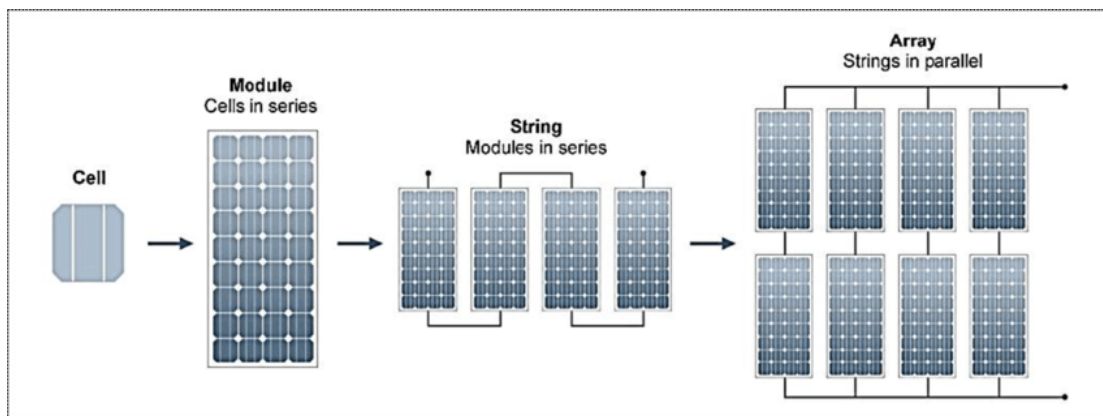 Cell
Module
Cells in series
String
Modules in series
Array
Strings in parallel